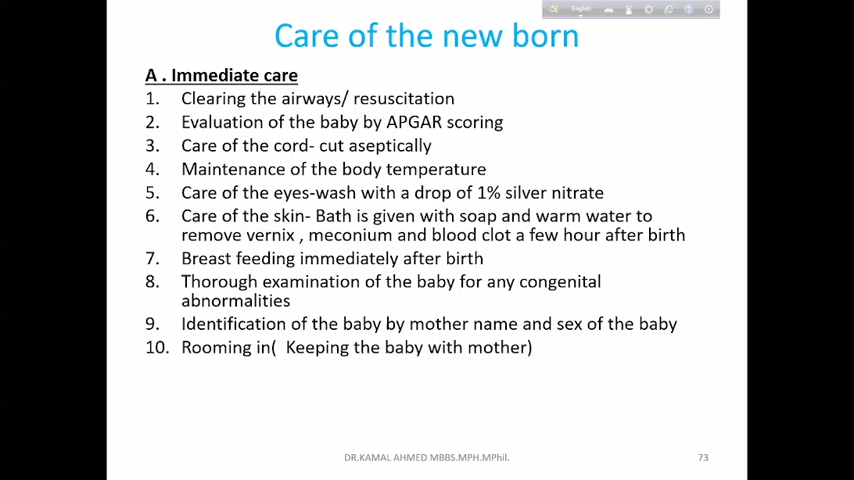 English
Care of the new born
A . Immediate care
1. Clearing the airways/ resuscitation
2. Evaluation of the baby by APGAR scoring
3. Care of the cord- cut aseptically
4. Maintenance of the body temperature
5. Care of the eyes-wash with a drop of 1% silver nitrate
6. Care of the skin- Bath is given with soap and warm water to
remove vernix , meconium and blood clot a few hour after birth
7. Breast feeding immediately after birth
8. Thorough examination of the baby for any congenital
abnormalities
9. Identification of the baby by mother name and sex of the baby
10. Rooming in( Keeping the baby with mother)
DR.KAMAL AHMED MBBS.MPH.MPhil.
73